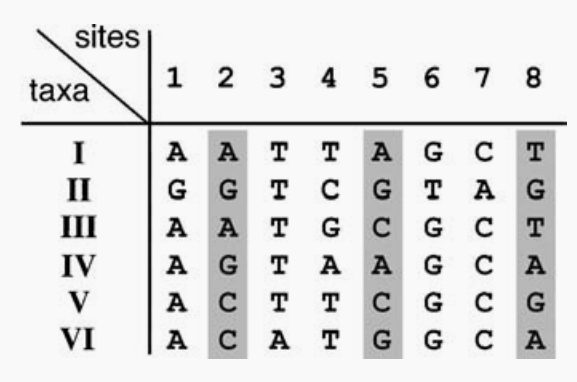 sites
taxa 1 2 3 4 5 6 7 8
I A A T T A G C T
II G G T C G T A G
III A A T G C G C T
IV A G T A A G C A
V A C T T C G C G
VI A C A T G G C A